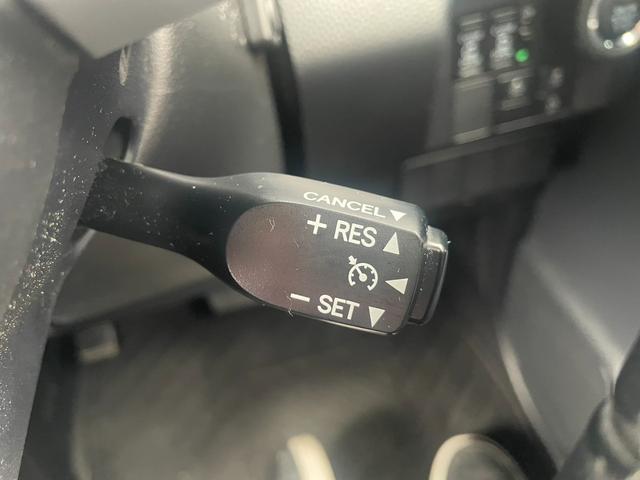 CANCEL▼
+ RES ▲
◀
− SET ▼